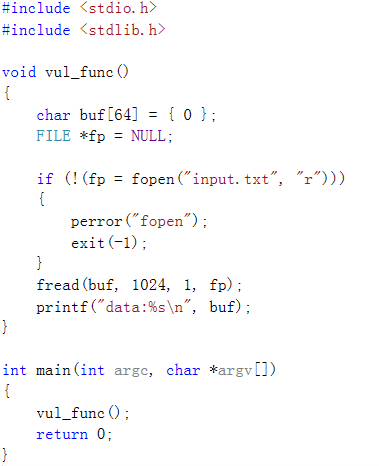 #include <stdio.h>
#include <stdlib.h>

void vul_func()
{
    char buf[64] = { 0 };
    FILE *fp = NULL;

    if (!(fp = fopen("input.txt", "r")))
    {
        perror("fopen");
        exit(-1);
    }
    fread(buf, 1024, 1, fp);
    printf("data:%s\n", buf);
}

int main(int argc, char *argv[])
{
    vul_func();
    return 0;
}